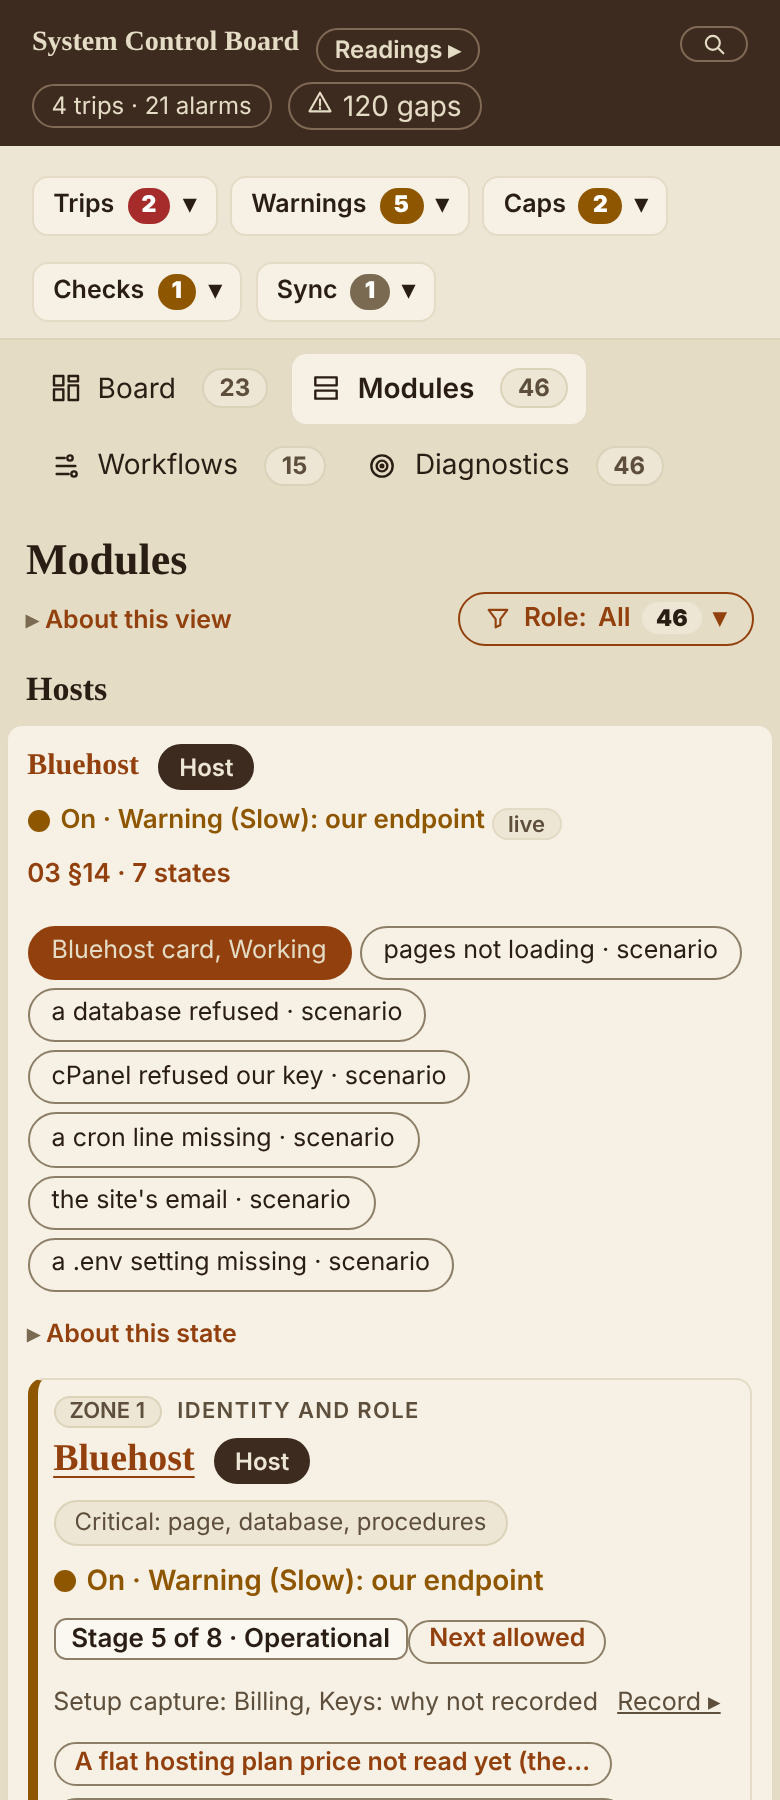 System Control Board Readings ▸
4 trips · 21 alarms ⚠ 120 gaps
Trips 2 ▾ Warnings 5 ▾ Caps 2 ▾
Checks 1 ▾ Sync 1 ▾
Board 23 Modules 46
Workflows 15 Diagnostics 46
Modules
▸ About this view Role: All 46 ▾
Hosts
Bluehost Host
On · Warning (Slow): our endpoint live
03 §14 · 7 states
Bluehost card, Working pages not loading · scenario
a database refused · scenario
cPanel refused our key · scenario
a cron line missing · scenario
the site's email · scenario
a .env setting missing · scenario
▸ About this state
ZONE 1 IDENTITY AND ROLE
Bluehost Host
Critical: page, database, procedures
On · Warning (Slow): our endpoint
Stage 5 of 8 · Operational Next allowed
Setup capture: Billing, Keys: why not recorded Record ▸
A flat hosting plan price not read yet (the...